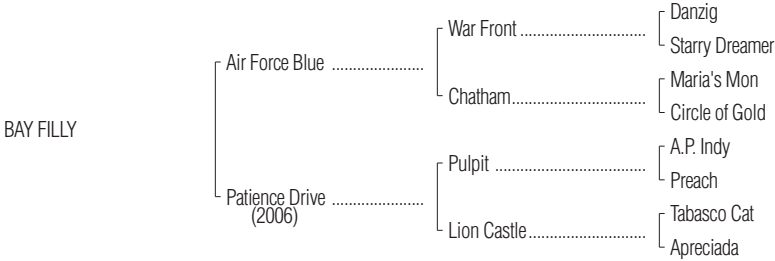 Danzig
War Front ..............................
Starry Dreamer
Air Force Blue ......................
Maria's Mon
Chatham................................
Circle of Gold
BAY FILLY
A.P. Indy
Pulpit ...................................
Preach
Patience Drive ......................
(2006)
Tabasco Cat
Lion Castle............................
Apreciada